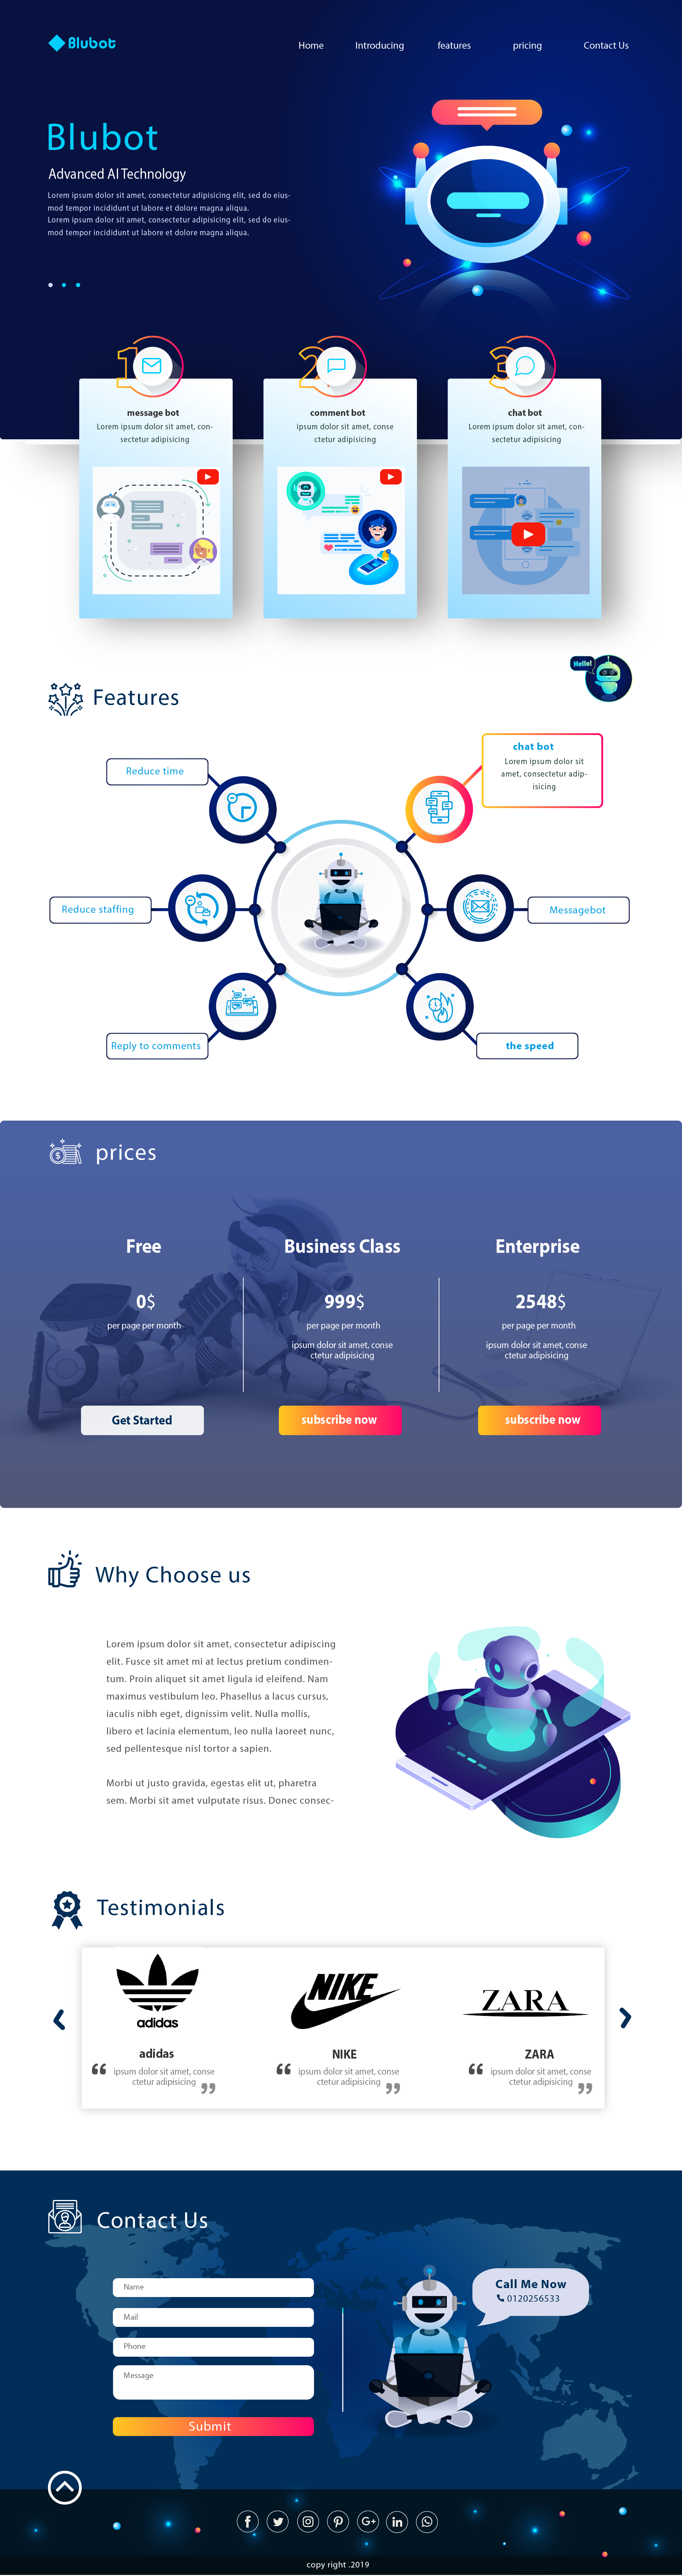 Blubot
Home Introducing features pricing Contact Us
Blubot
Advanced AI Technology
Lorem ipsum dolor sit amet, consectetur adipisicing elit, sed do eius-
mod tempor incididunt ut labore et dolore magna aliqua.
Lorem ipsum dolor sit amet, consectetur adipisicing elit, sed do eius-
mod tempor incididunt ut labore et dolore magna aliqua.
1
message bot
Lorem ipsum dolor sit amet, con-
sectetur adipisicing
2
comment bot
ipsum dolor sit amet, conse
ctetur adipisicing
3
chat bot
Lorem ipsum dolor sit amet, con-
sectetur adipisicing
Hello!
Features
Reduce time
chat bot
Lorem ipsum dolor sit
amet, consectetur adip-
isicing
Reduce staffing
Messagebot
Reply to comments
the speed
prices
Free
0$
per page per month
Get Started
Business Class
999$
per page per month
ipsum dolor sit amet, conse
ctetur adipisicing
subscribe now
Enterprise
2548$
per page per month
ipsum dolor sit amet, conse
ctetur adipisicing
subscribe now
Why Choose us
Lorem ipsum dolor sit amet, consectetur adipiscing
elit. Fusce sit amet mi at lectus pretium condimen-
tum. Proin aliquet sit amet ligula id eleifend. Nam
maximus vestibulum leo. Phasellus a lacus cursus,
iaculis nibh eget, dignissim velit. Nulla mollis,
libero et lacinia elementum, leo nulla laoreet nunc,
sed pellentesque nisl tortor a sapien.
Morbi ut justo gravida, egestas elit ut, pharetra
sem. Morbi sit amet vulputate risus. Donec consec-
Testimonials
adidas
adidas
“ ipsum dolor sit amet, conse
ctetur adipisicing ”
NIKE
NIKE
“ ipsum dolor sit amet, conse
ctetur adipisicing ”
ZARA
ZARA
“ ipsum dolor sit amet, conse
ctetur adipisicing ”
Contact Us
Name
Mail
Phone
Message
Submit
Call Me Now
0120256533
copy right .2019